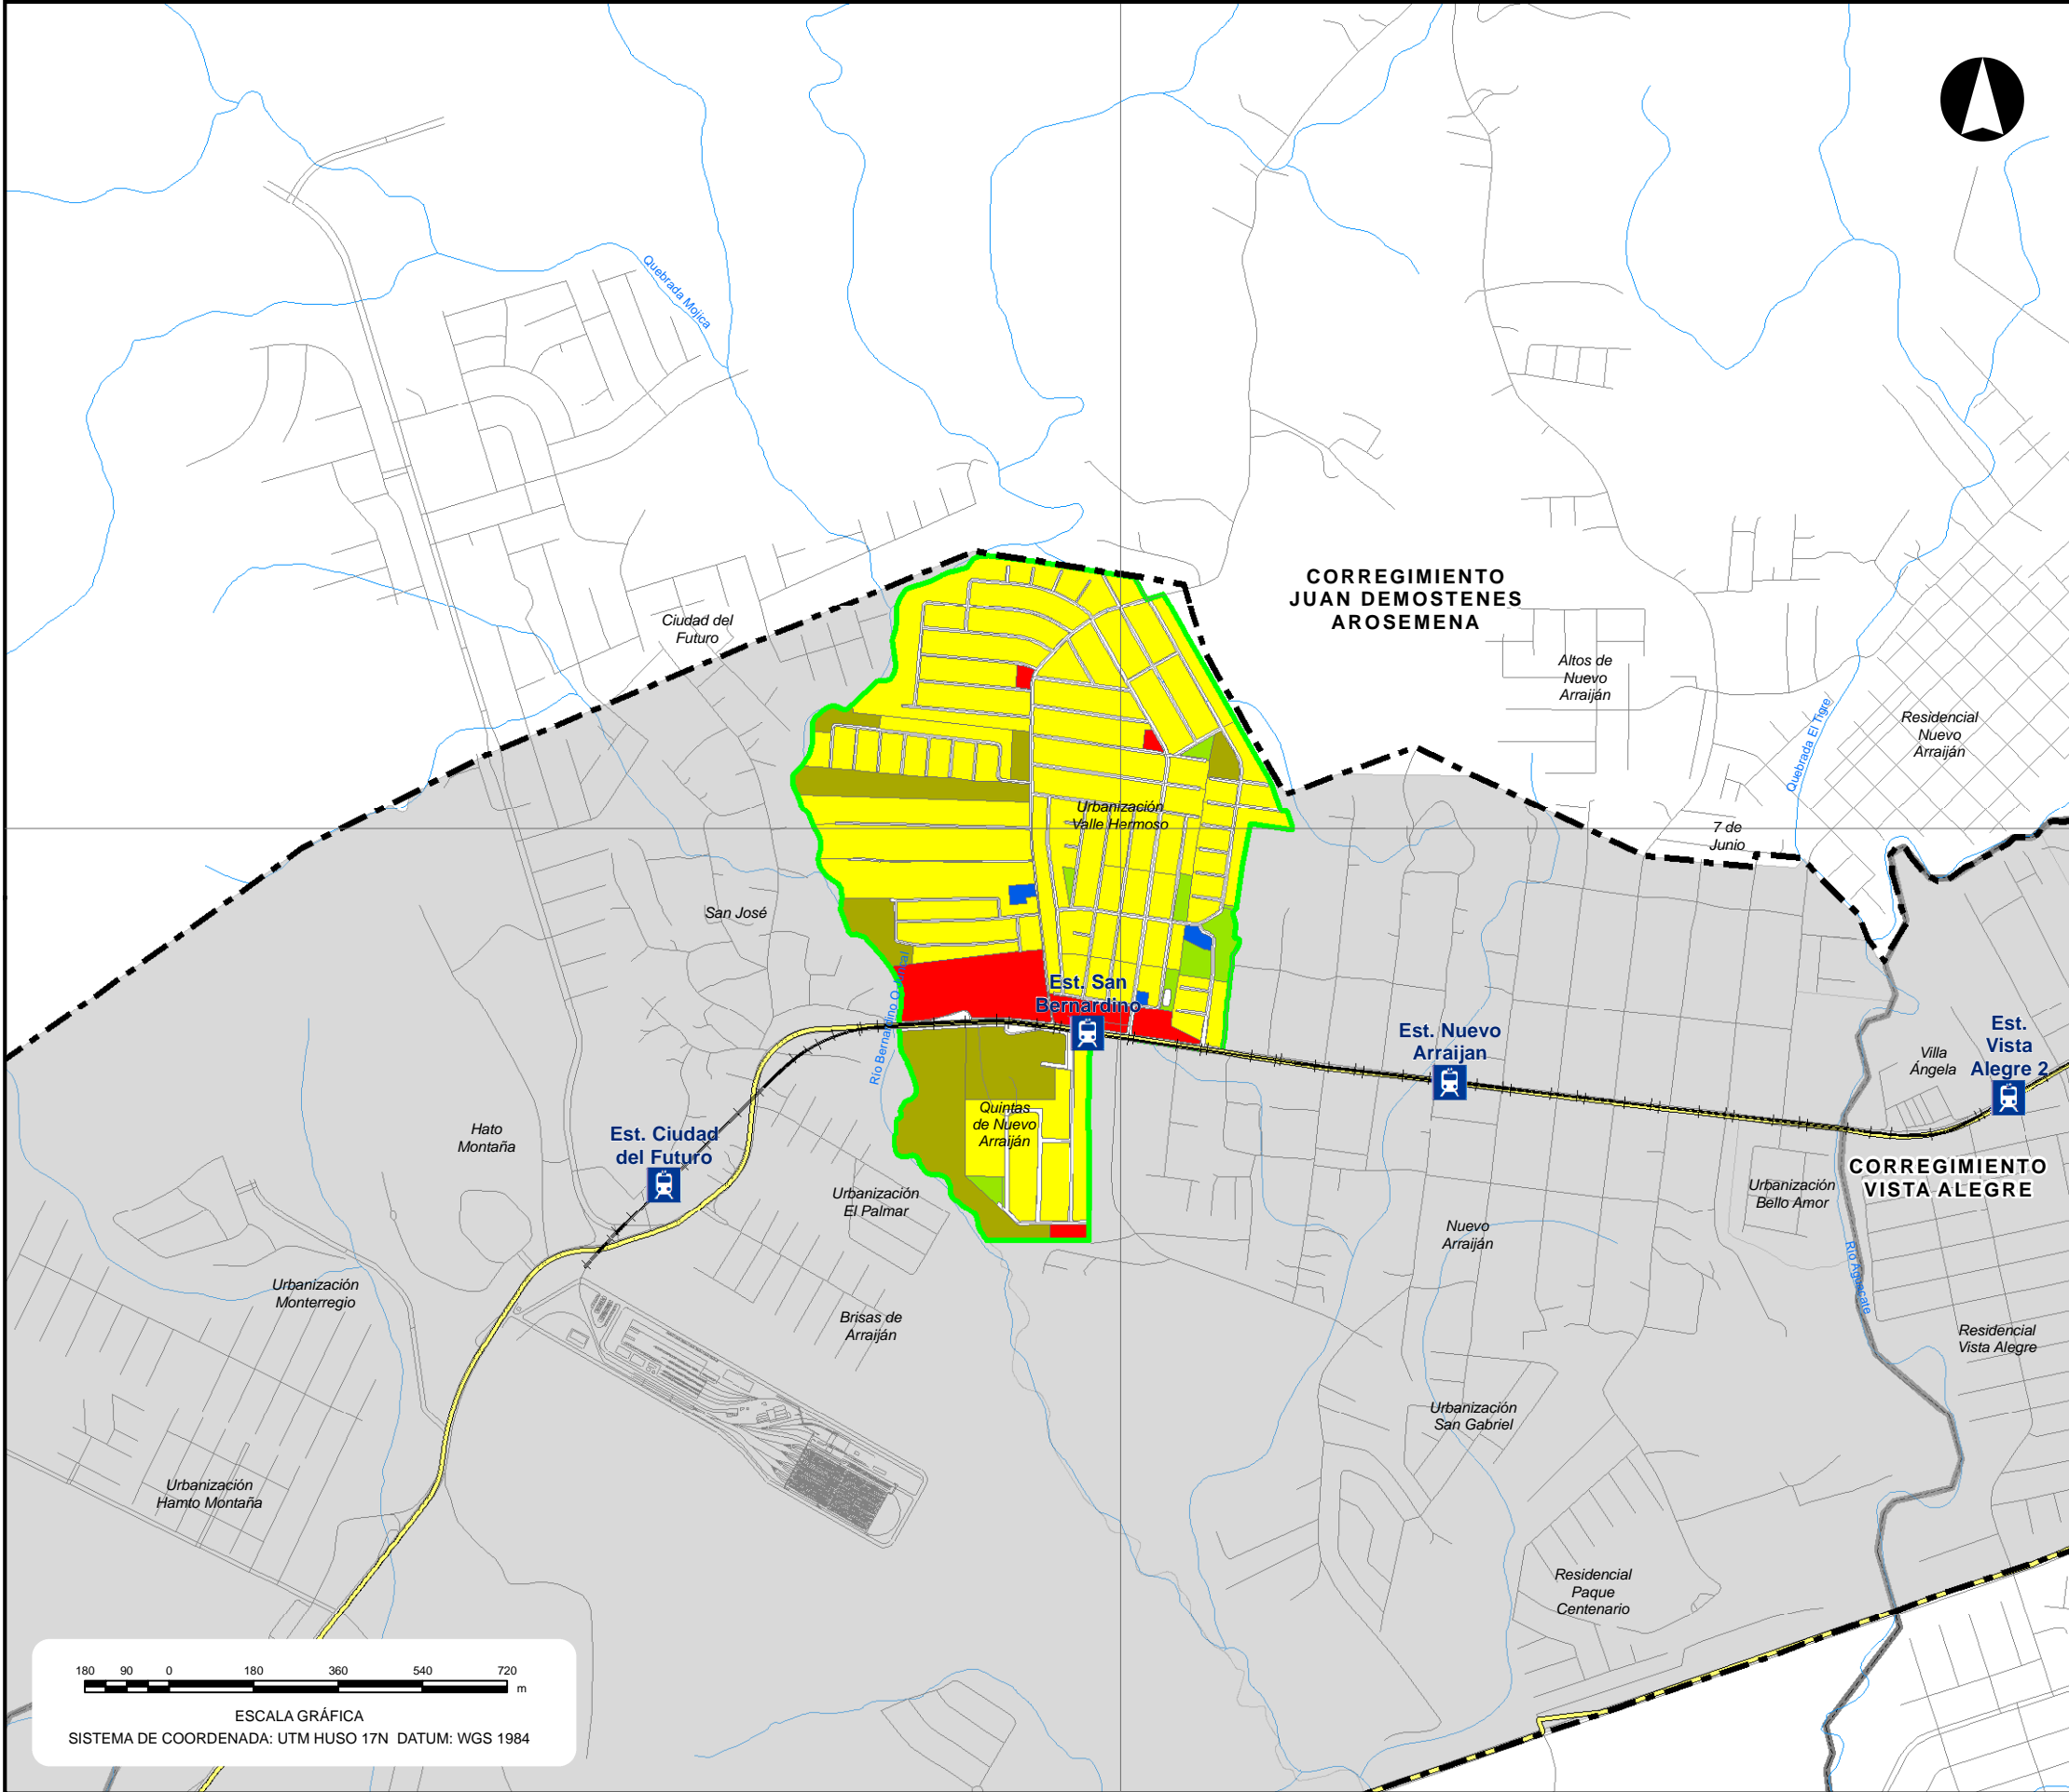 Quebrada Mojica
CORREGIMIENTO
JUAN DEMOSTENES
AROSEMENA
Ciudad del
Futuro
Altos de
Nuevo
Arraiján
Residencial
Nuevo
Arraiján
Quebrada El Tigre
Urbanización
Valle Hermoso
7 de
Junio
San José
Río Bernardino O.
Est. San
Bernardino
Est. Nuevo
Arraijan
Est.
Vista
Alegre 2
Villa
Ángela
Quintas
de Nuevo
Arraiján
Hato
Montaña
Est. Ciudad
del Futuro
CORREGIMIENTO
VISTA ALEGRE
Urbanización
El Palmar
Urbanización
Bello Amor
Nuevo
Arraiján
Río Aguacate
Urbanización
Monterregio
Brisas de
Arraiján
Residencial
Vista Alegre
Urbanización
San Gabriel
Urbanización
Hamto Montaña
Residencial
Paque
Centenario
180 90 0 180 360 540 720
m
ESCALA GRÁFICA
SISTEMA DE COORDENADA: UTM HUSO 17N DATUM: WGS 1984